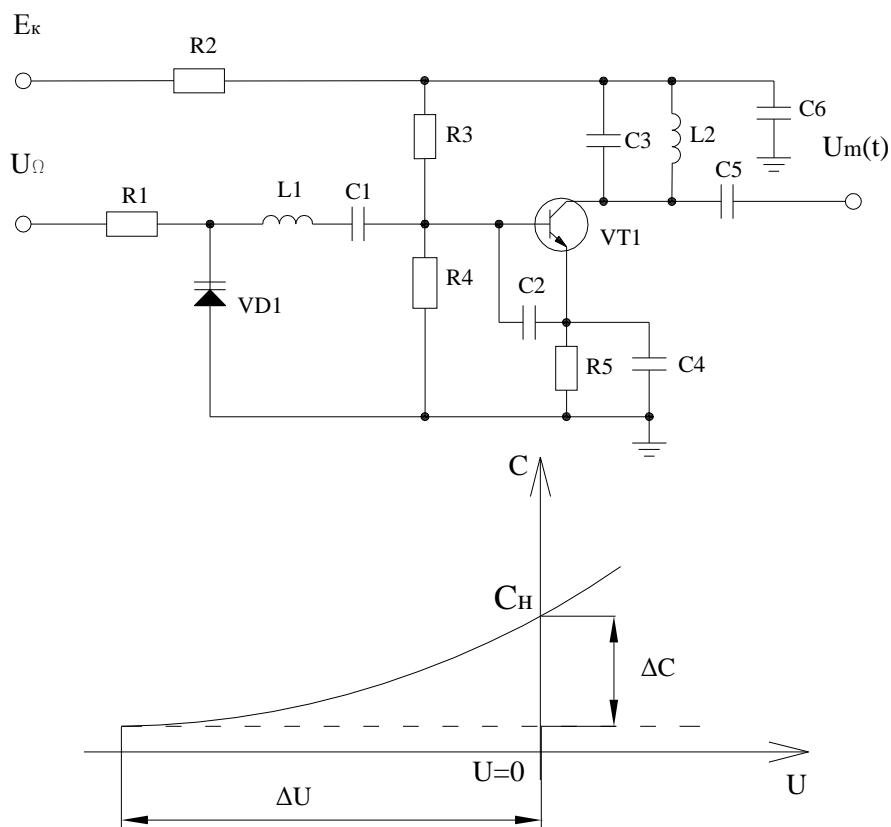 Eк
R2
R3
C3
L2
C6
Um(t)
UΩ
R1
L1
C1
C5
VT1
VD1
R4
C2
R5
C4
C
Cн
ΔC
U=0
U
ΔU